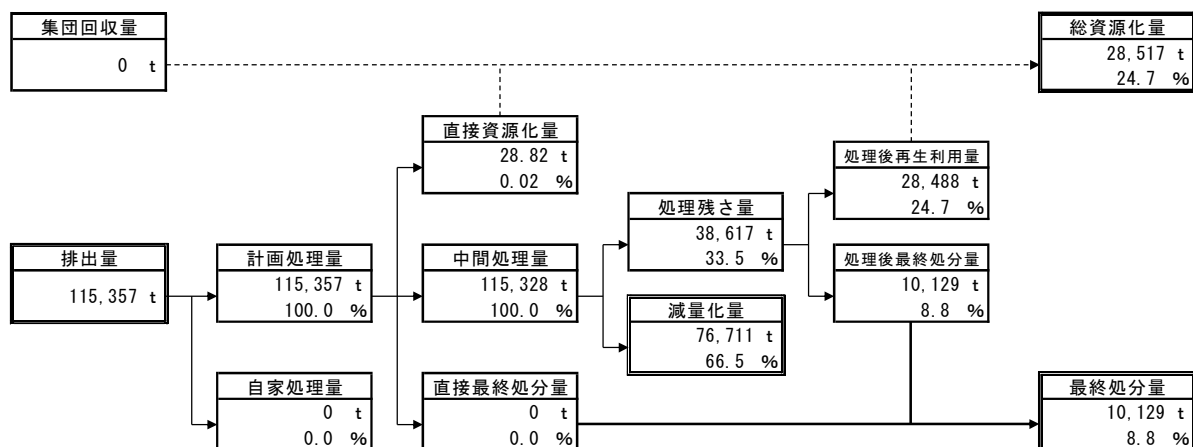 集団回収量
0 t
総資源化量
28,517 t
24.7 %
直接資源化量
28.82 t
0.02 %
処理後再生利用量
28,488 t
24.7 %
処理残さ量
38,617 t
33.5 %
排出量
115,357 t
計画処理量
115,357 t
100.0 %
中間処理量
115,328 t
100.0 %
処理後最終処分量
10,129 t
8.8 %
減量化量
76,711 t
66.5 %
自家処理量
0 t
0.0 %
直接最終処分量
0 t
0.0 %
最終処分量
10,129 t
8.8 %